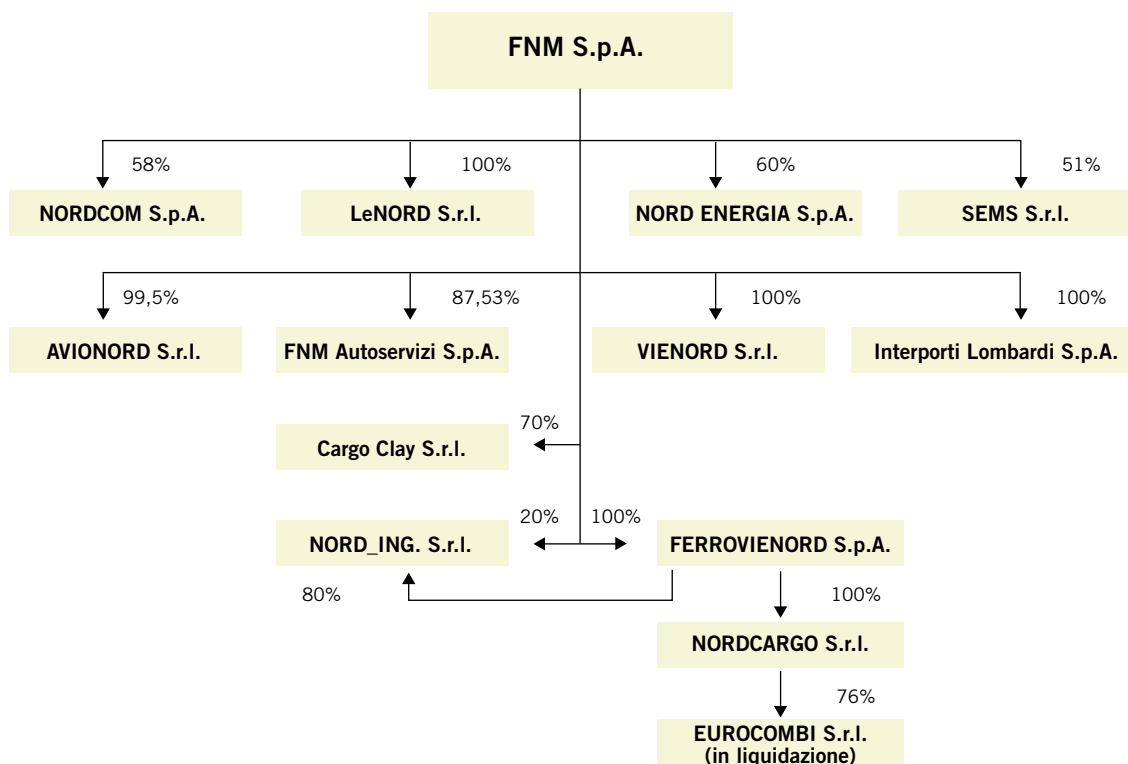 FNM S.p.A.
58%
100%
60%
51%
NORDCOM S.p.A.
LeNORD S.r.l.
NORD ENERGIA S.p.A.
SEMS S.r.l.
99,5%
87,53%
100%
100%
AVIONORD S.r.l.
FNM Autoservizi S.p.A.
VIENORD S.r.l.
Interporti Lombardi S.p.A.
70%
Cargo Clay S.r.l.
20%
100%
NORD_ING. S.r.l.
FERROVIENORD S.p.A.
80%
100%
NORDCARGO S.r.l.
76%
EUROCOMBI S.r.l.
(in liquidazione)